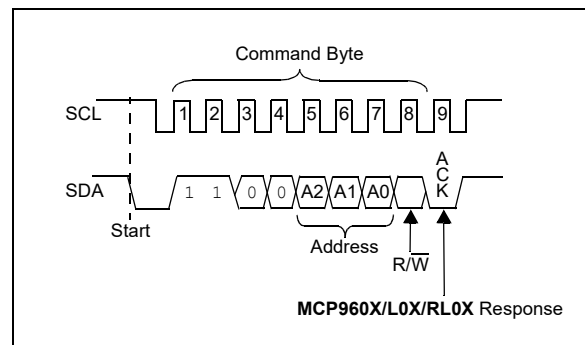 Command Byte
SCL 1 2 3 4 5 6 7 8 9
SDA 1 1 0 0 A2 A1 A0 ACK
Start
Address
R/W̅
MCP960X/L0X/RL0X Response